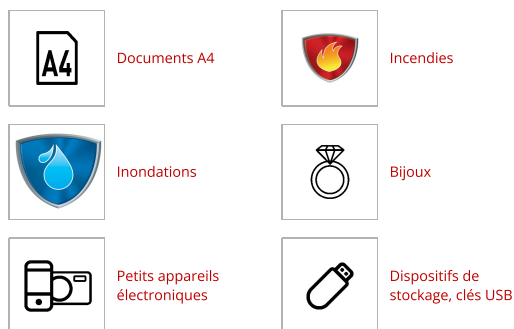 A4
Documents A4
Incendies
Inondations
Bijoux
Petits appareils
électroniques
Dispositifs de
stockage, clés USB